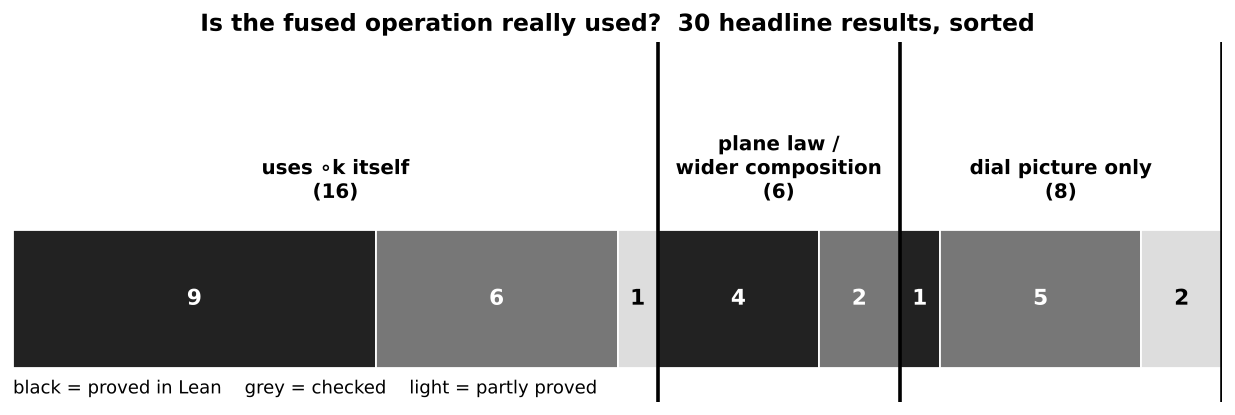 Is the fused operation really used?  30 headline results, sorted
uses ∘k itself
(16)
plane law /
wider composition
(6)
dial picture only
(8)
9
6
1
4
2
1
5
2
black = proved in Lean    grey = checked    light = partly proved